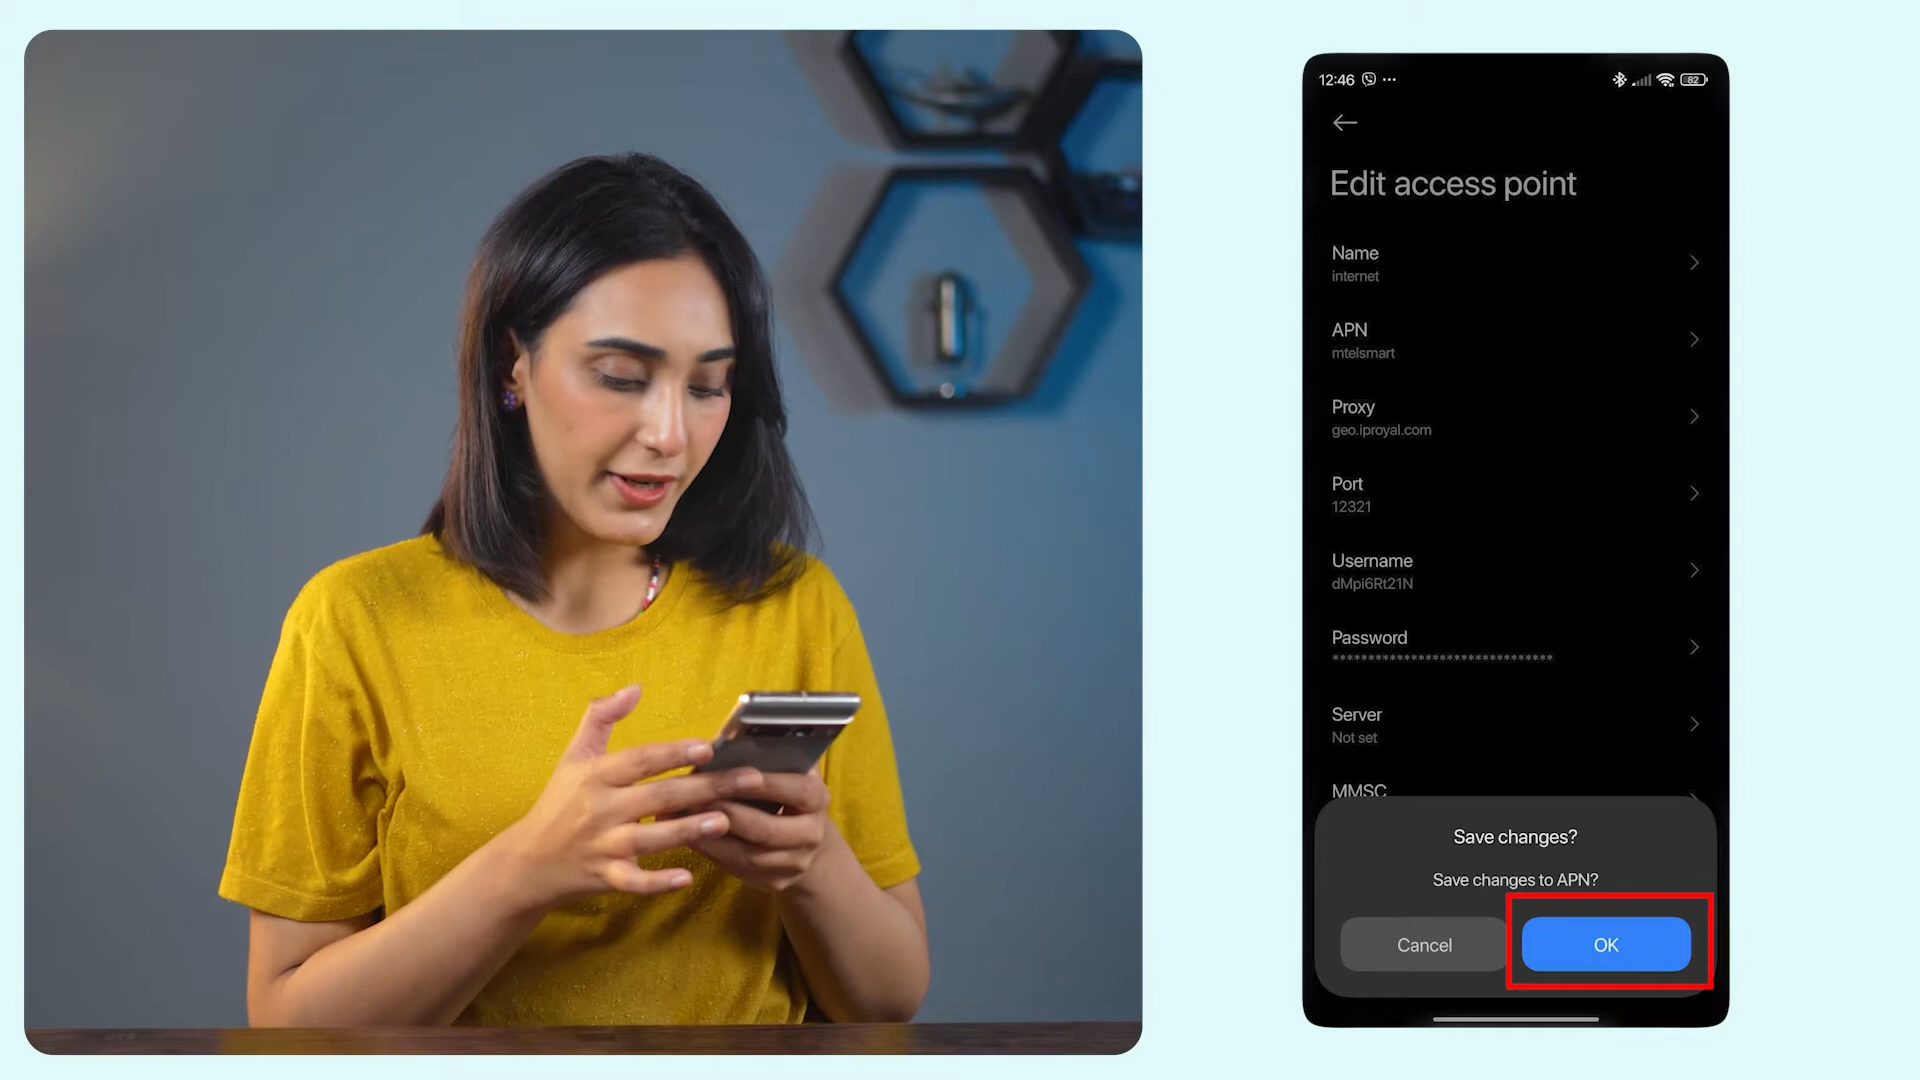 12:46
82
Edit access point
Name
internet
APN
mtelsmart
Proxy
geo.iproyal.com
Port
12321
Username
dMpi6Rt21N
Password
*******************************
Server
Not set
MMSC
Save changes?
Save changes to APN?
Cancel
OK